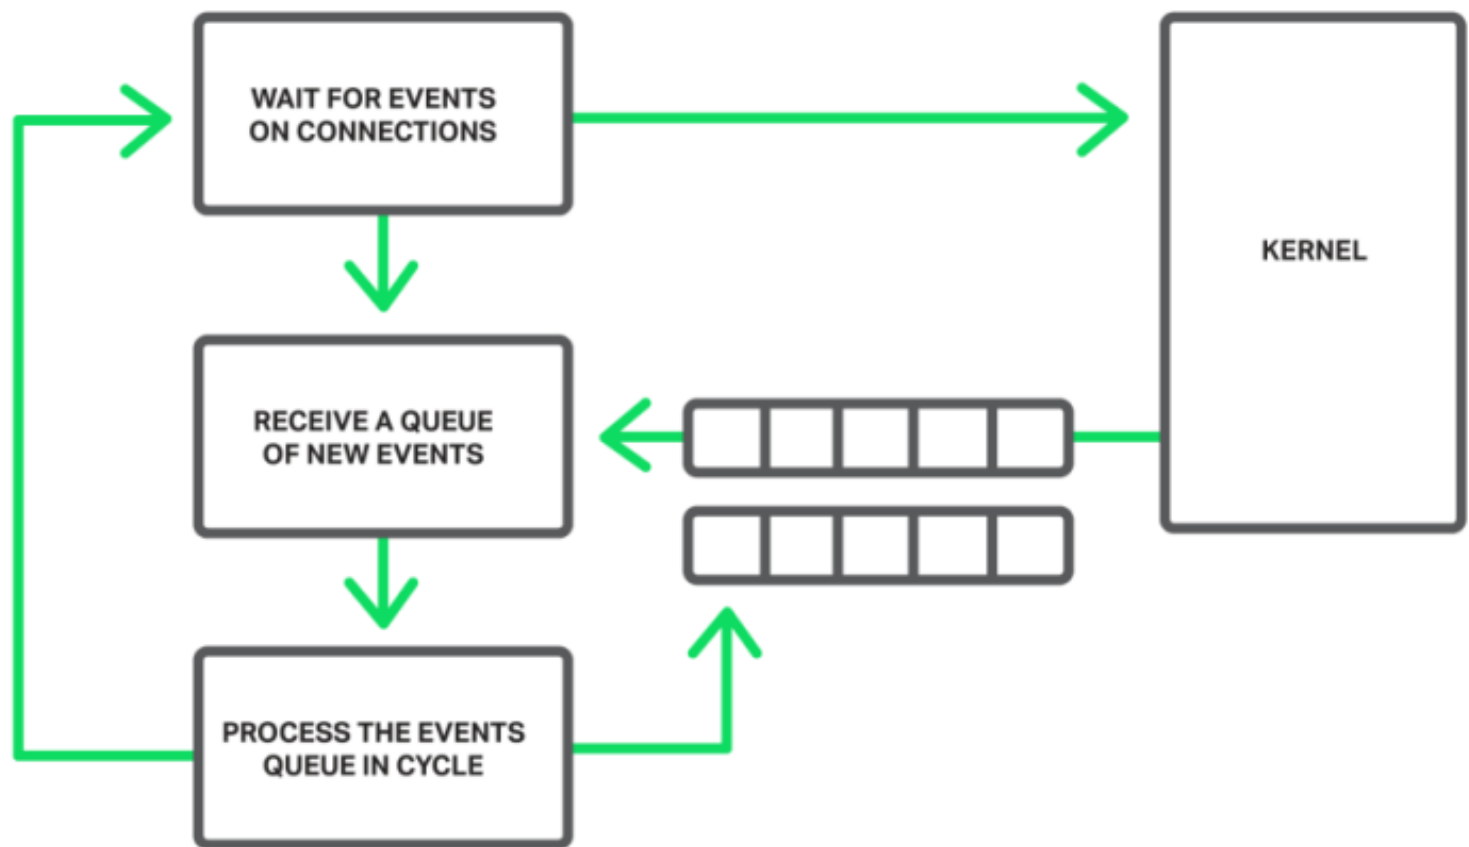 WAIT FOR EVENTS
ON CONNECTIONS
KERNEL
RECEIVE A QUEUE
OF NEW EVENTS
PROCESS THE EVENTS
QUEUE IN CYCLE